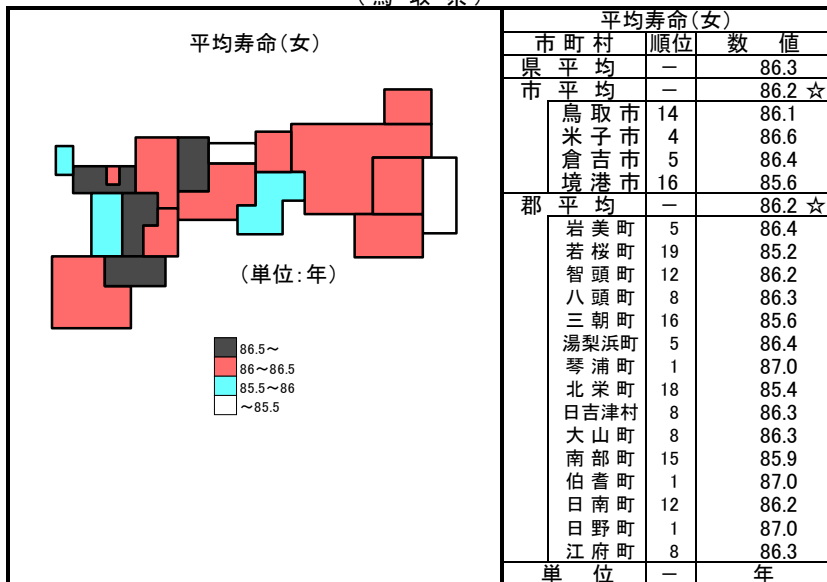 (鳥取県)
平均寿命(女)
(単位:年)
86.5～
86～86.5
85.5～86
～85.5
平均寿命(女)
市町村 順位 数値
県平均 － 86.3
市平均 － 86.2 ☆
鳥取市 14 86.1
米子市 4 86.6
倉吉市 5 86.4
境港市 16 85.6
郡平均 － 86.2 ☆
岩美町 5 86.4
若桜町 19 85.2
智頭町 12 86.2
八頭町 8 86.3
三朝町 16 85.6
湯梨浜町 5 86.4
琴浦町 1 87.0
北栄町 18 85.4
日吉津村 8 86.3
大山町 8 86.3
南部町 15 85.9
伯耆町 1 87.0
日南町 12 86.2
日野町 1 87.0
江府町 8 86.3
単位 － 年